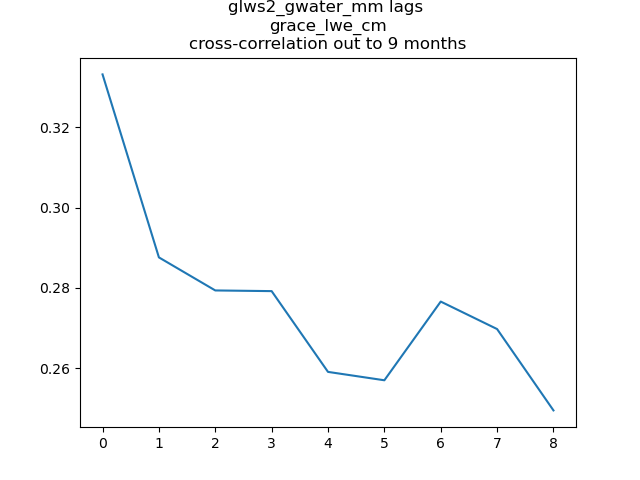 glws2_gwater_mm lags
grace_lwe_cm
cross-correlation out to 9 months
0.32
0.30
0.28
0.26
0 1 2 3 4 5 6 7 8